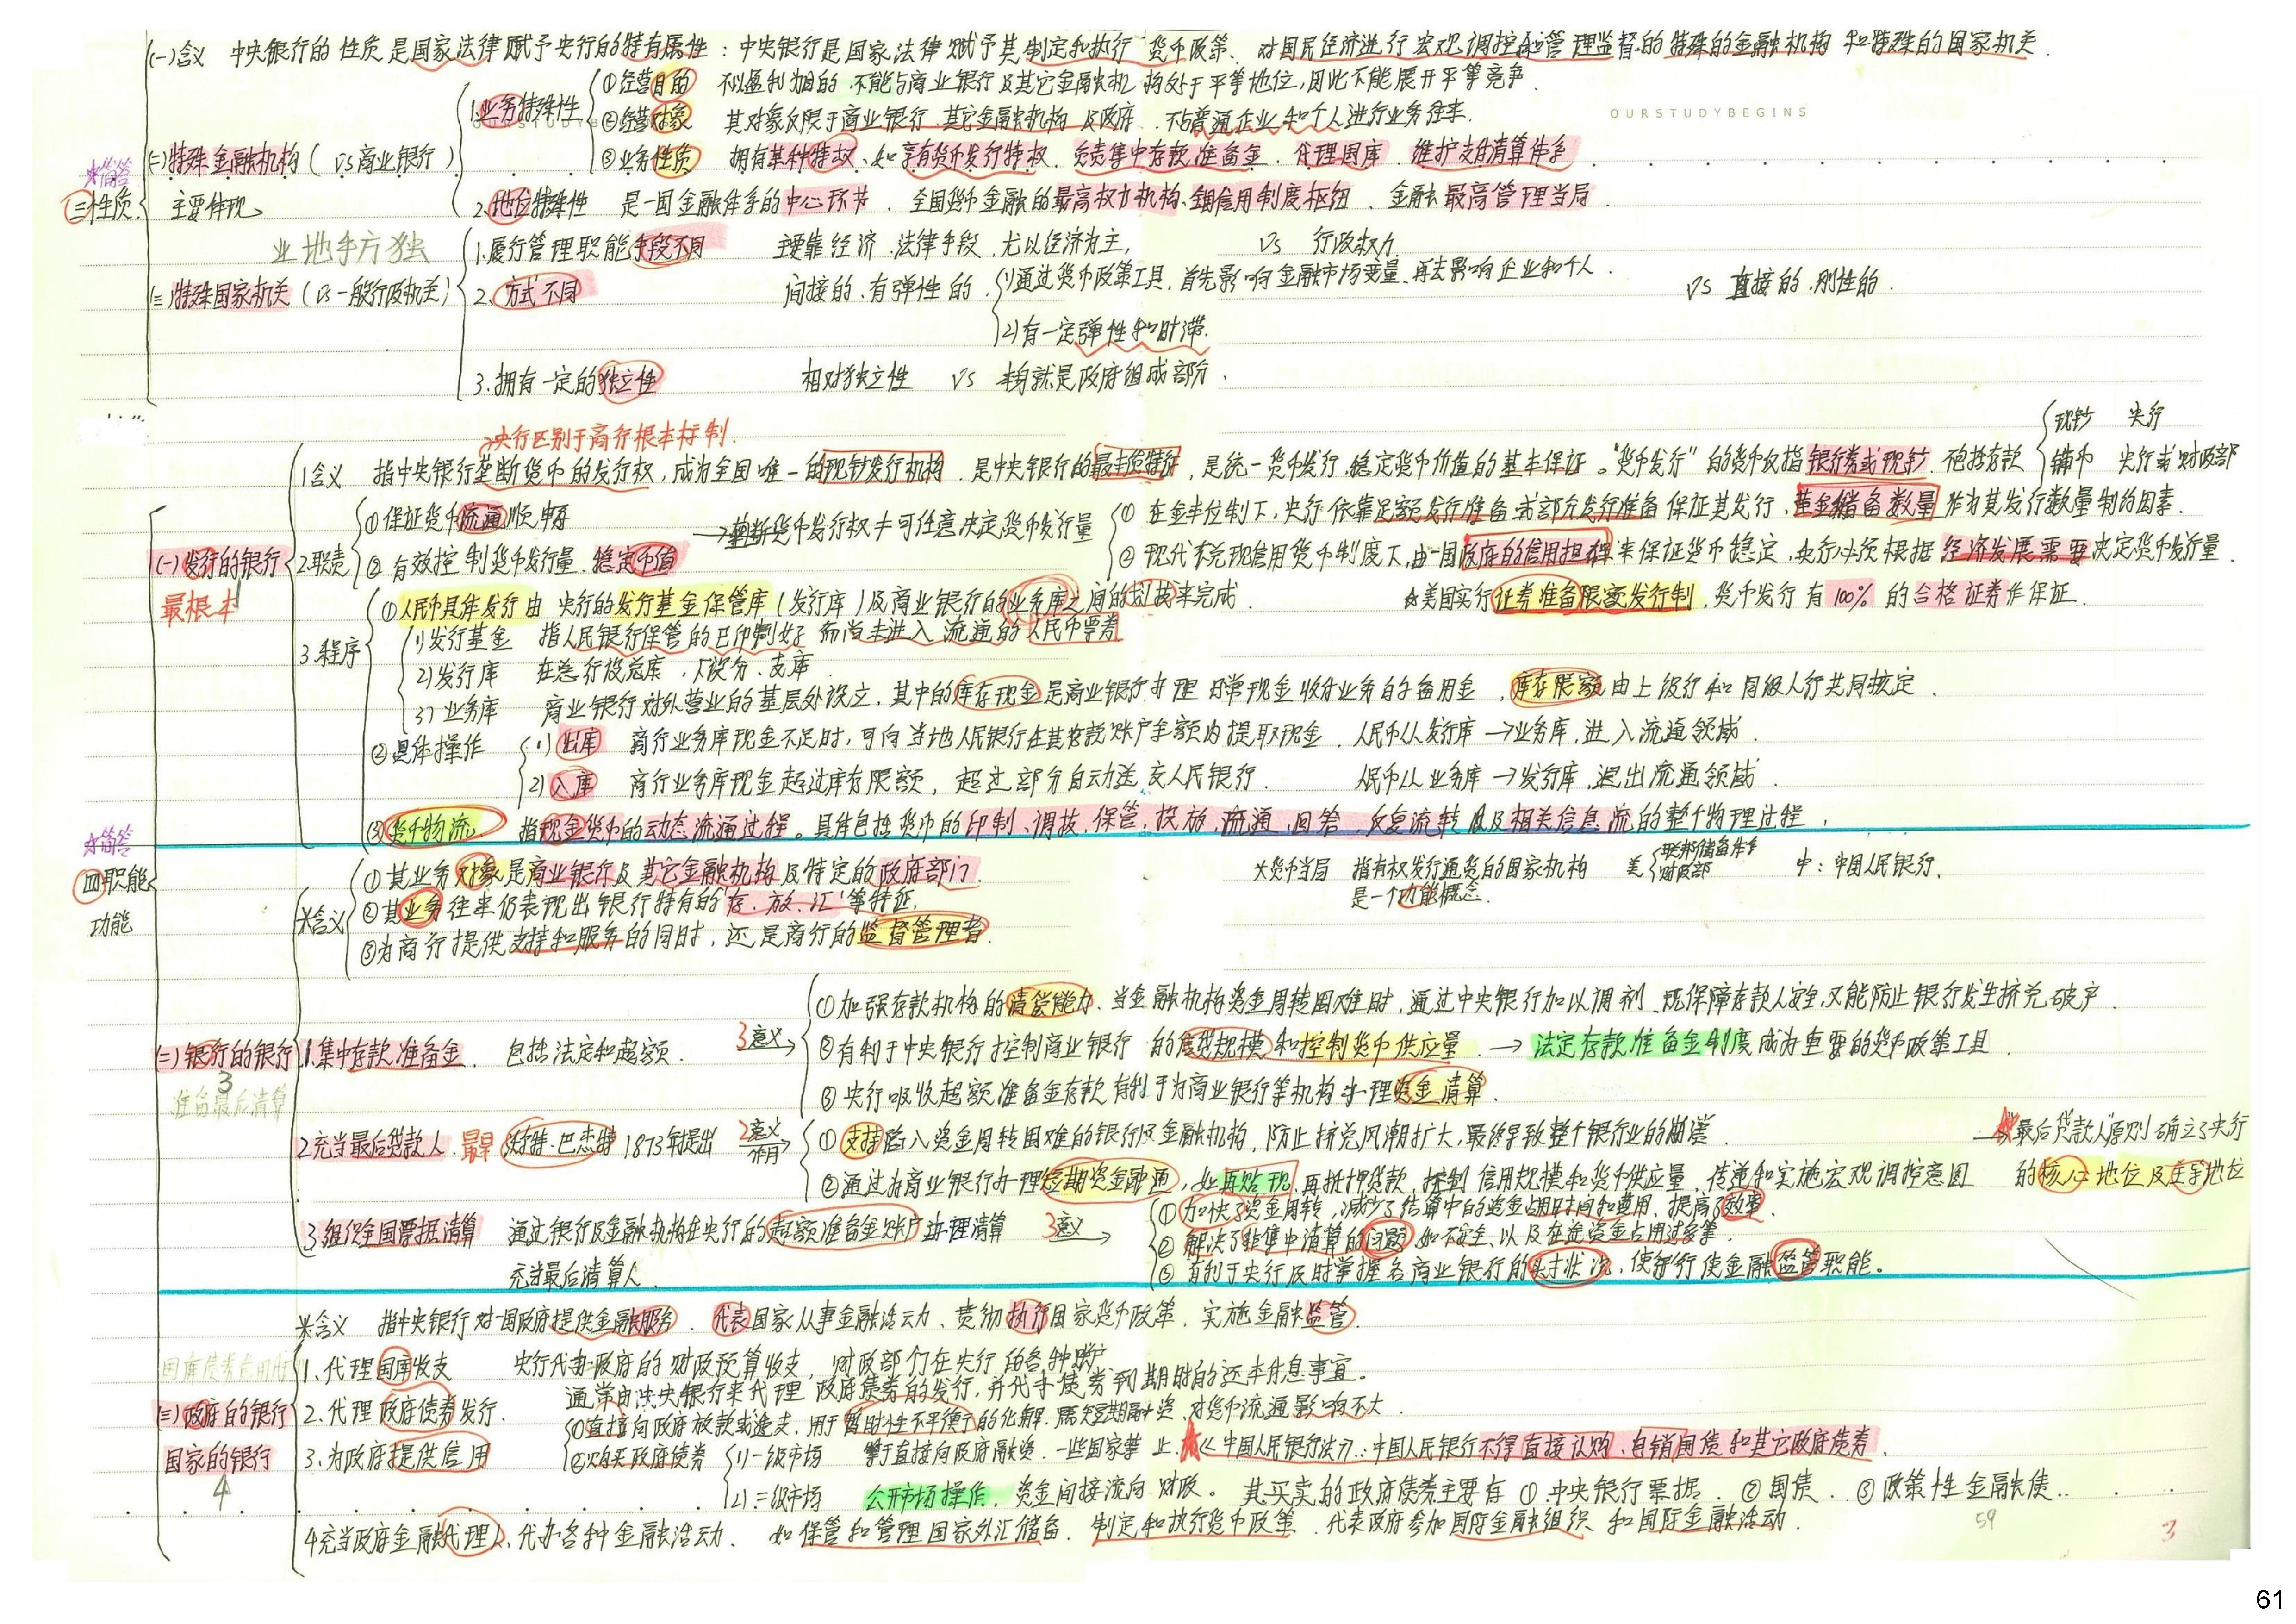 (一)含义 中央银行的性质是国家法律赋予央行的特有属性：中央银行是国家法律赋予其制定和执行货币政策、对国民经济进行宏观调控和管理监督的特殊的金融机构和特殊的国家机关.
1.业务特殊性 ①经营目的 不以盈利为目的 不能与商业银行及其它金融机构处于平等地位,因此不能展开平等竞争.
②经营对象 其对象仅限于商业银行、其它金融机构及政府、不与普通企业和个人进行业务往来.
OURSTUDYBEGINS
(二)特殊金融机构(vs商业银行) ③业务性质 拥有某种特权、如享有货币发行特权、负责集中存款准备金、代理国库、维护支付清算体系
*简答
三性质 主要体现 2.地位特殊性 是一国金融体系的中心环节、全国货币金融的最高权力机构、全国信用制度枢纽、金融最高管理当局.
业地手方独
1.履行管理职能手段不同 主要靠经济、法律手段、尤以经济为主, vs 行政权力
(三)特殊国家机关(vs一般行政机关) 2.方式不同 间接的、有弹性的 1)通过货币政策工具,首先影响金融市场变量,再去影响企业和个人. vs 直接的、刚性的.
2)有一定弹性和时滞.
3.拥有一定的独立性 相对独立性 vs 本身就是政府组成部分.
→央行区别于商行根本标制.
现钞 央行
辅币 央行或财政部
1含义 指中央银行垄断货币的发行权,成为全国唯一的现钞发行机构.是中央银行的最主要特征,是统一货币发行、稳定货币价值的基本保证。"货币发行"的货币仅指银行券或现钞.不包括存款
(一)发行的银行 最根本
2.职责 ①保证货币流通顺畅
②有效控制货币发行量、稳定币值
→垄断货币发行权≠可任意决定货币发行量
①在金本位制下,央行依靠足额发行准备或部分发行准备保证其发行,黄金储备数量作为其发行数量制约因素.
②现代不兑现信用货币制度下,由一国政府的信用担保来保证货币稳定,央行必须根据经济发展需要决定货币发行量.
3.程序 ①人民币具体发行由央行的发行基金保管库(发行库)及商业银行的业务库之间的划拨来完成. ☆美国实行证券准备限额发行制,货币发行有100%的合格证券作保证.
1)发行基金 指人民银行保管的已印制好而尚未进入流通的人民币票券
2)发行库 在总行设总库,下设分、支库.
3)业务库 商业银行对外营业的基层处设立,其中的库存现金是商业银行办理日常现金收付业务的备用金,库存限额由上级行和同级人行共同核定.
②具体操作 1)出库 商行业务库现金不足时,可向当地人民银行在其存款账户余额内提取现金.人民币从发行库→业务库,进入流通领域.
2)入库 商行业务库现金超过库存限额,超过部分自动送交人民银行. 人民币从业务库→发行库,退出流通领域.
③货币物流 指现金货币的动态流通过程。具体包括货币的印制、调拨、保管、投放、流通、回笼、反复流转以及相关信息流的整个物理过程.
*简答
四职能 功能
*含义 ①其业务对象是商业银行及其它金融机构及特定的政府部门.
②其业务往来仍表现出银行特有的"存、放、汇"等特征.
③为商行提供支持和服务的同时,还是商行的监督管理者.
*货币当局 指有权发行通货的国家机构 美 联邦储备体系 财政部 中:中国人民银行.
是一个功能概念.
(二)银行的银行 3
准备最后清算
1.集中存款准备金. 包括法定和超额. 3意义→
①加强存款机构的清偿能力、当金融机构资金周转困难时,通过中央银行加以调剂、既保障存款人安全,又能防止银行发生挤兑破产.
②有利于中央银行控制商业银行的信贷规模和控制货币供应量.→法定存款准备金制度成为重要的货币政策工具.
③央行吸收超额准备金存款有利于为商业银行等机构办理资金清算.
2充当最后贷款人.最早 沃特·巴杰特1873年提出 2意义 作用
①支持陷入资金周转困难的银行及金融机构,防止挤兑风潮扩大,最终导致整个银行业的崩溃.
②通过为商业银行办理短期资金融通,如再贴现、再抵押贷款,控制信用规模和货币供应量,传递和实施宏观调控意图
"最后贷款人"原则确立了央行
的核心地位及主导地位
3.组织全国票据清算 通过银行及金融机构在央行的超额准备金账户办理清算 3意义→
充当最后清算人.
①加快了资金周转,减少了结算中的资金占用时间和费用、提高了效率.
②解决了非集中清算的问题,如不安全、以及在途资金占用过多等.
③有利于央行及时掌握各商业银行的头寸状况、便于行使金融监管职能。
*含义 指中央银行对一国政府提供金融服务、代表国家从事金融活动、贯彻执行国家货币政策、实施金融监管.
(三)政府的银行
国家的银行 4
1.代理国库收支 央行代办政府的财政预算收支,财政部门在央行的各种账户
2.代理政府债券发行. 通常由中央银行来代理政府债券的发行,并代办债券到期时的还本付息事宜。
3.为政府提供信用 ①直接向政府放款或透支,用于暂时性不平衡的化解.属短期融资,对货币流通影响不大.
②购买政府债券 1)一级市场 等于直接向政府融资.一些国家禁止.★《中国人民银行法》:中国人民银行不得直接认购、包销国债和其它政府债券.
2)二级市场 公开市场操作,资金间接流向财政。其买卖的政府债券主要有①中央银行票据.②国债.③政策性金融债.
4充当政府金融代理人、代办各种金融活动、如保管和管理国家外汇储备、制定和执行货币政策、代表政府参加国际金融组织和国际金融活动.
59
3
61